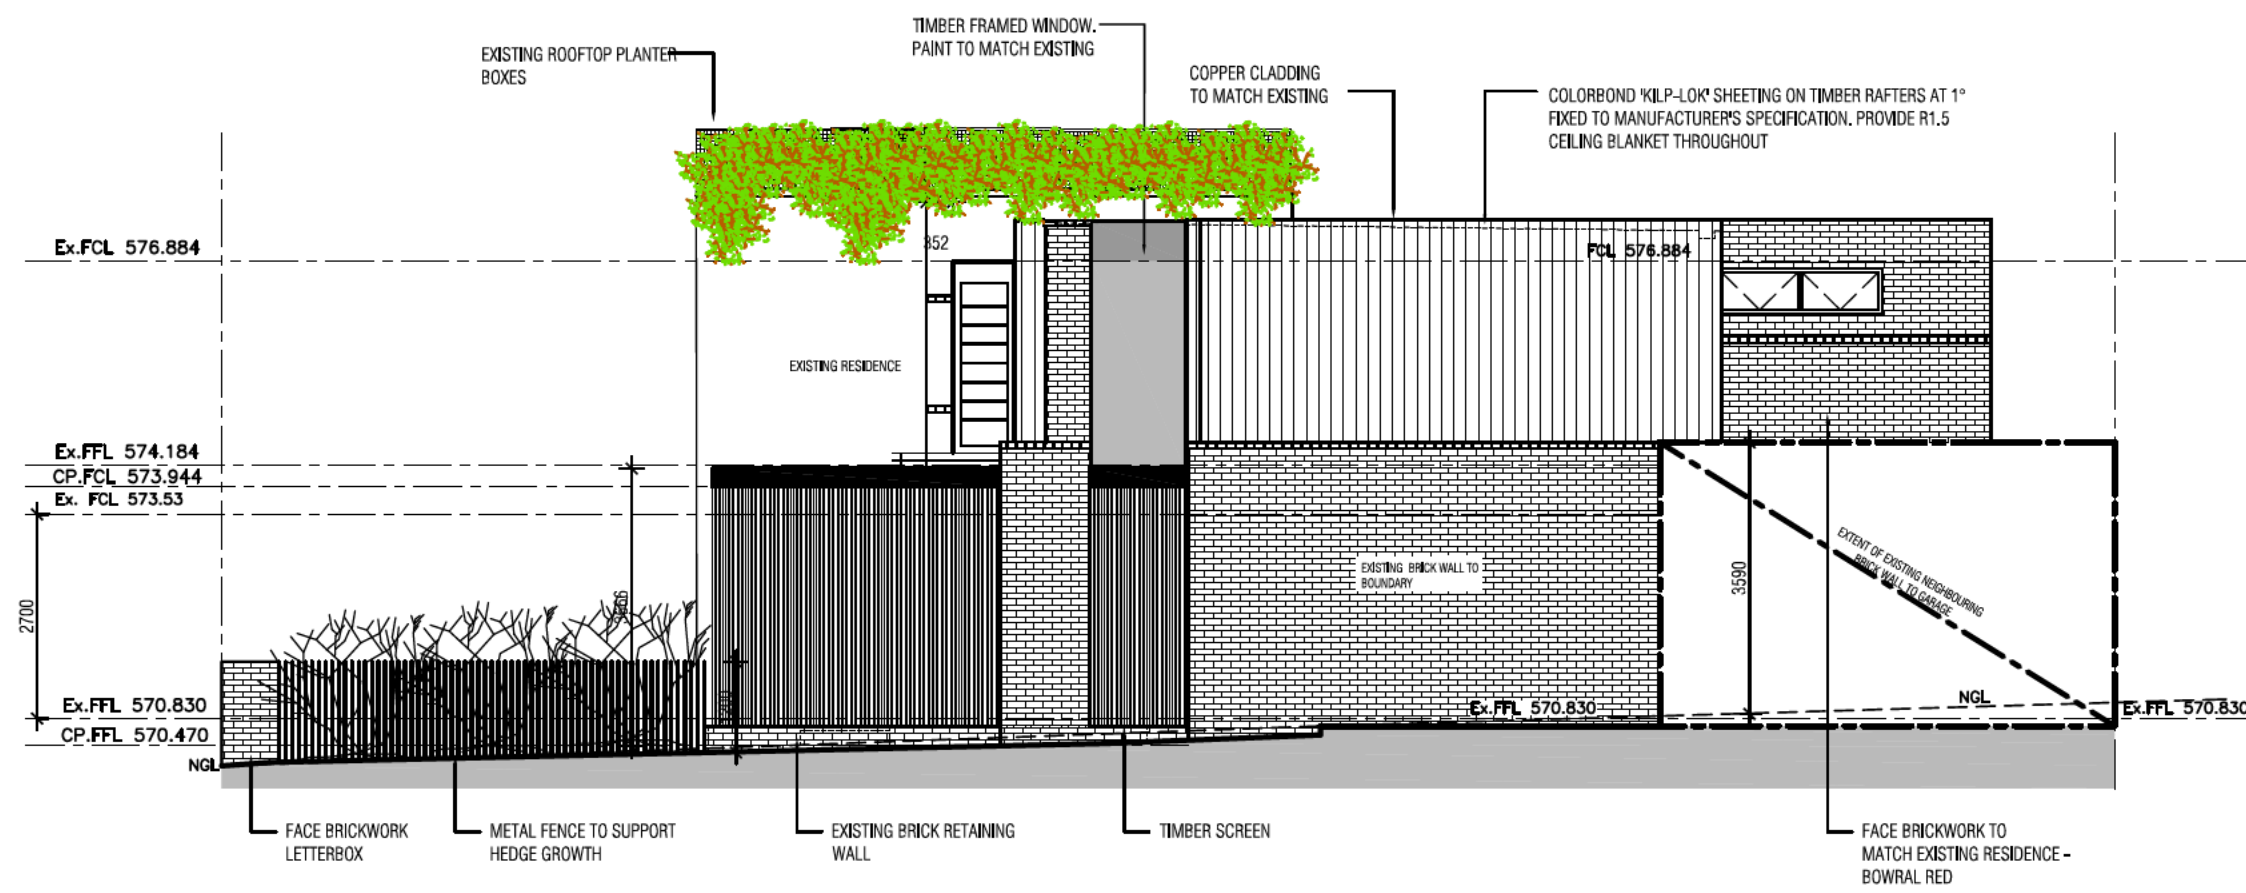 TIMBER FRAMED WINDOW.
PAINT TO MATCH EXISTING
EXISTING ROOFTOP PLANTER
BOXES
COPPER CLADDING
TO MATCH EXISTING
COLORBOND 'KILP-LOK' SHEETING ON TIMBER RAFTERS AT 1°
FIXED TO MANUFACTURER'S SPECIFICATION. PROVIDE R1.5
CEILING BLANKET THROUGHOUT
Ex.FCL 576.884
352
FCL 576.884
EXISTING RESIDENCE
Ex.FFL 574.184
CP.FCL 573.944
Ex. FCL 573.53
EXISTING BRICK WALL TO
BOUNDARY
EXTENT OF EXISTING NEIGHBOURING
BRICK WALL TO GARAGE
3590
2700
NGL
Ex.FFL 570.830
Ex.FFL 570.830
Ex.FFL 570.830
CP.FFL 570.470
NGL
FACE BRICKWORK
LETTERBOX
METAL FENCE TO SUPPORT
HEDGE GROWTH
EXISTING BRICK RETAINING
WALL
TIMBER SCREEN
FACE BRICKWORK TO
MATCH EXISTING RESIDENCE -
BOWRAL RED